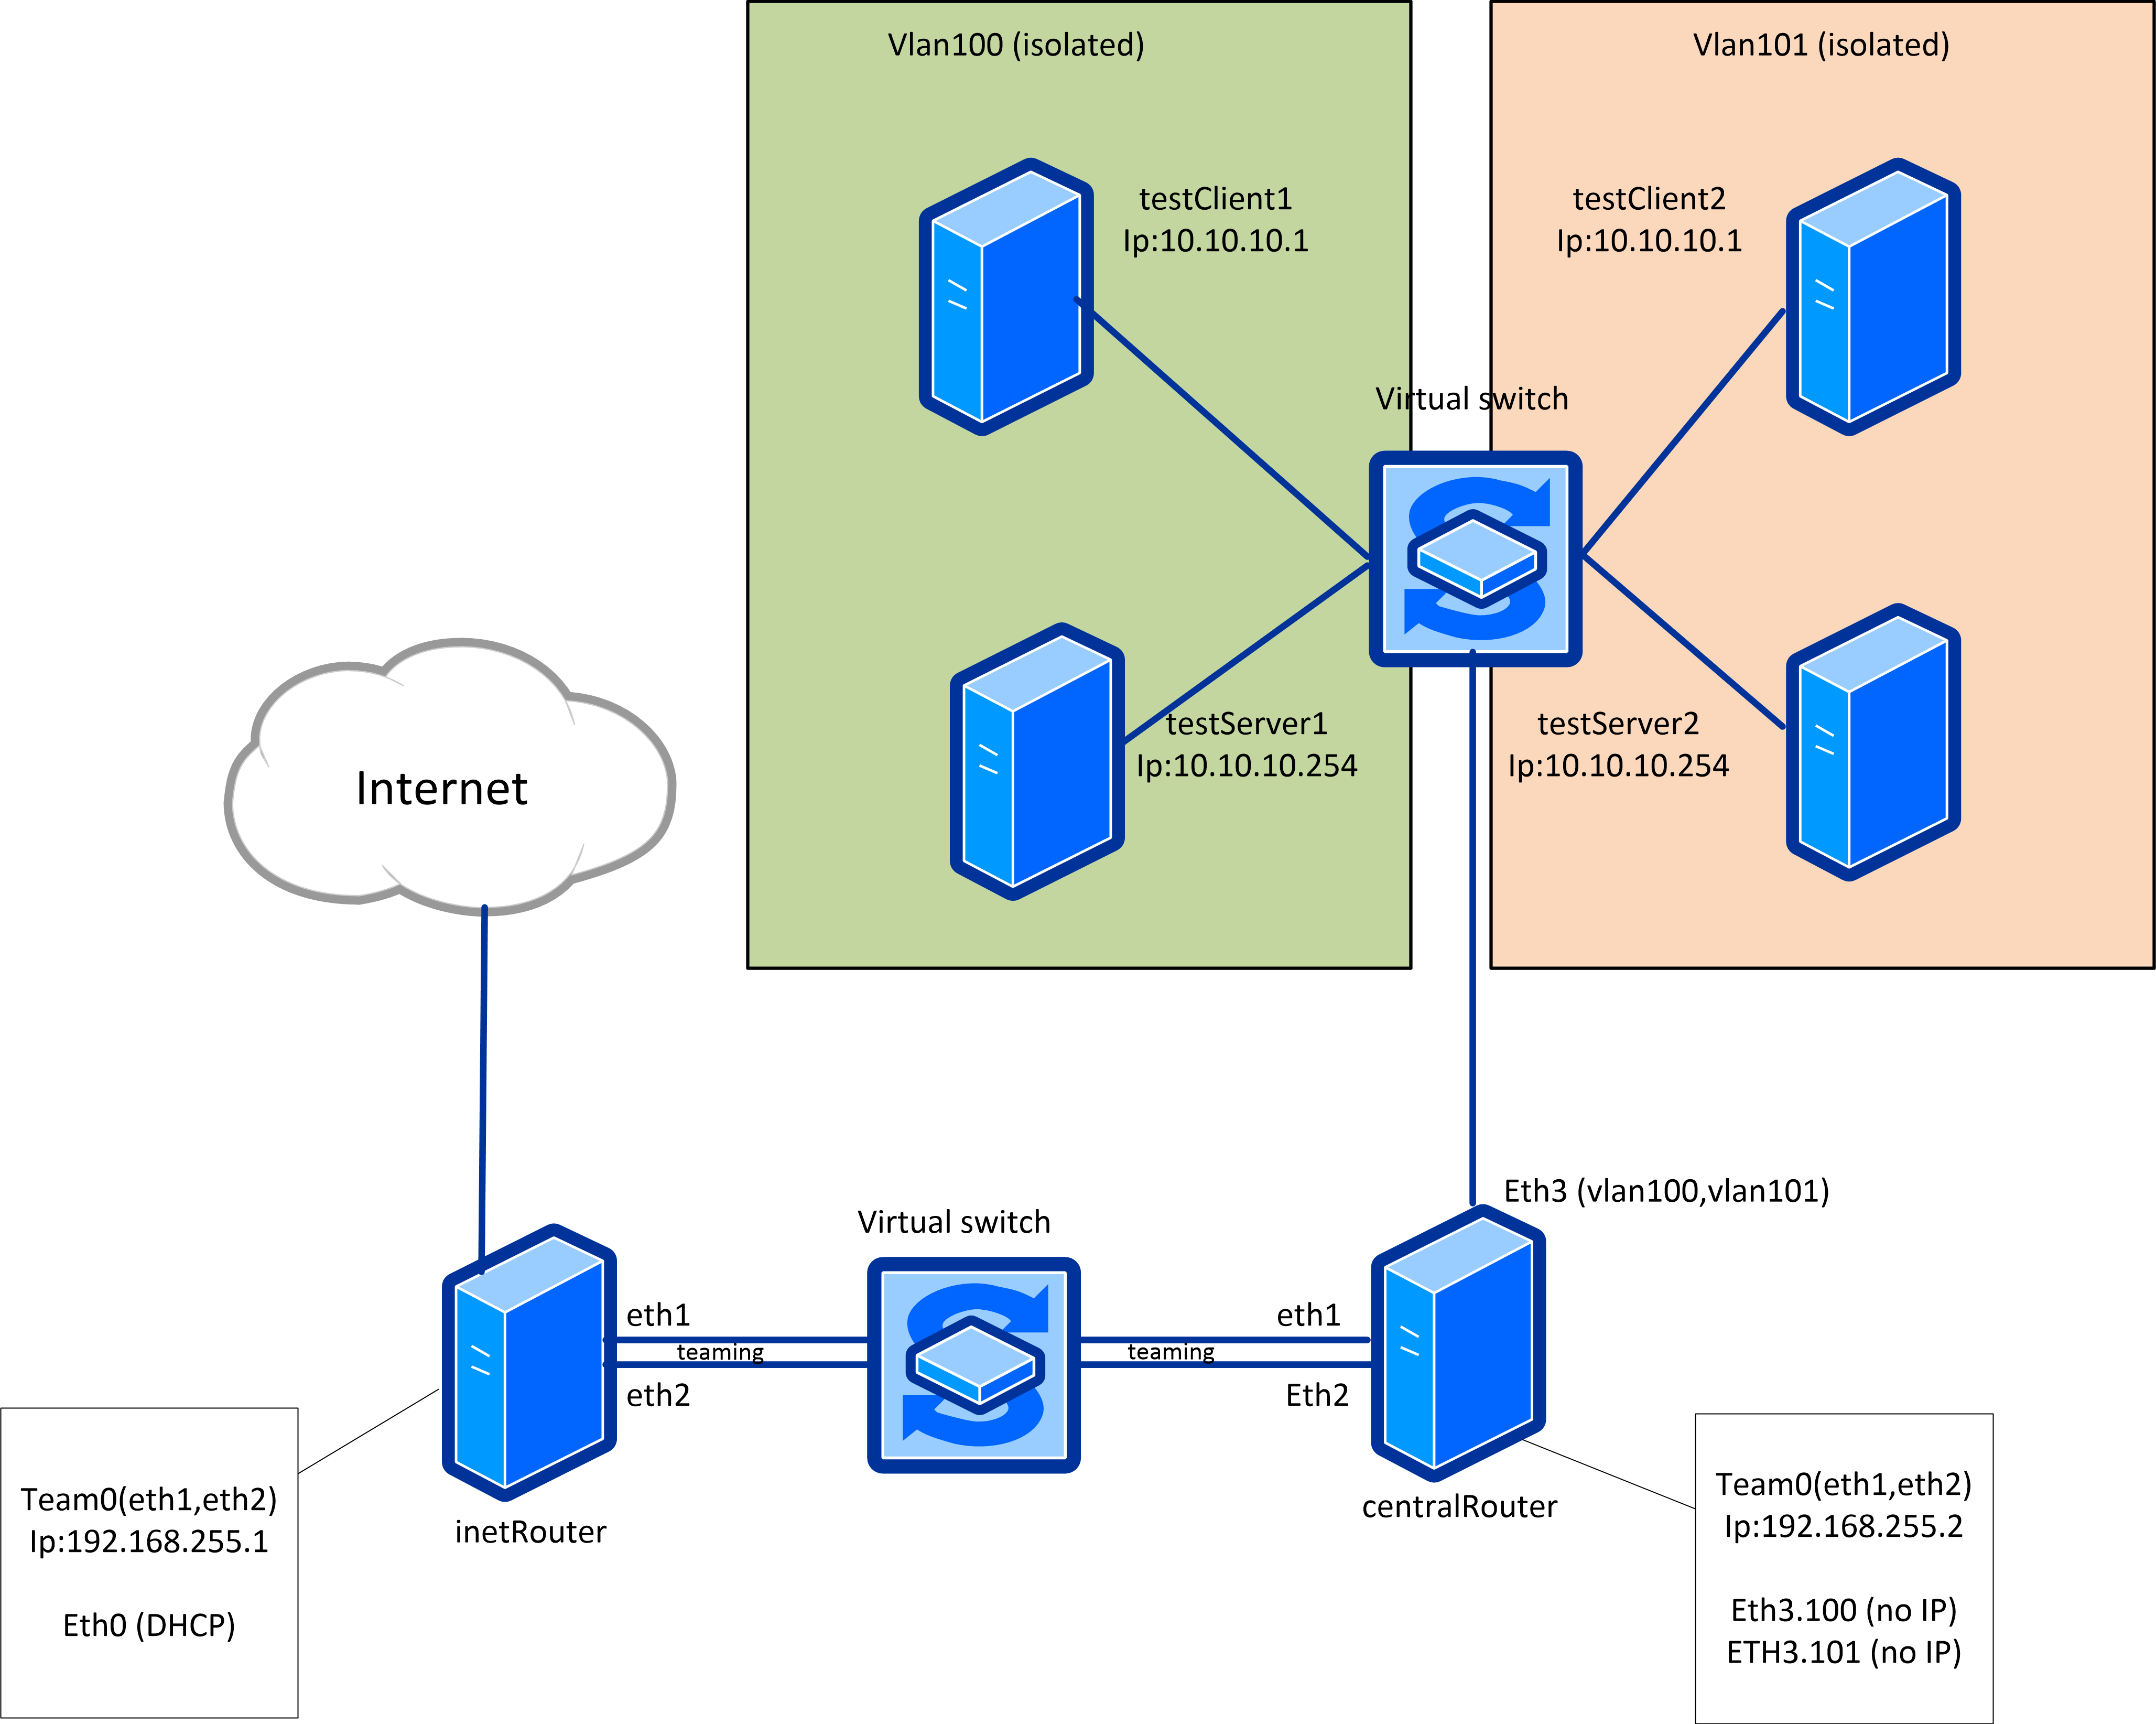 Vlan100 (isolated)
Vlan101 (isolated)
testClient1
Ip:10.10.10.1
testClient2
Ip:10.10.10.1
Virtual switch
testServer1
Ip:10.10.10.254
testServer2
Ip:10.10.10.254
Internet
Eth3 (vlan100,vlan101)
Virtual switch
eth1
teaming
eth2
eth1
teaming
Eth2
inetRouter
centralRouter
Team0(eth1,eth2)
Ip:192.168.255.1
Eth0 (DHCP)
Team0(eth1,eth2)
Ip:192.168.255.2
Eth3.100 (no IP)
ETH3.101 (no IP)